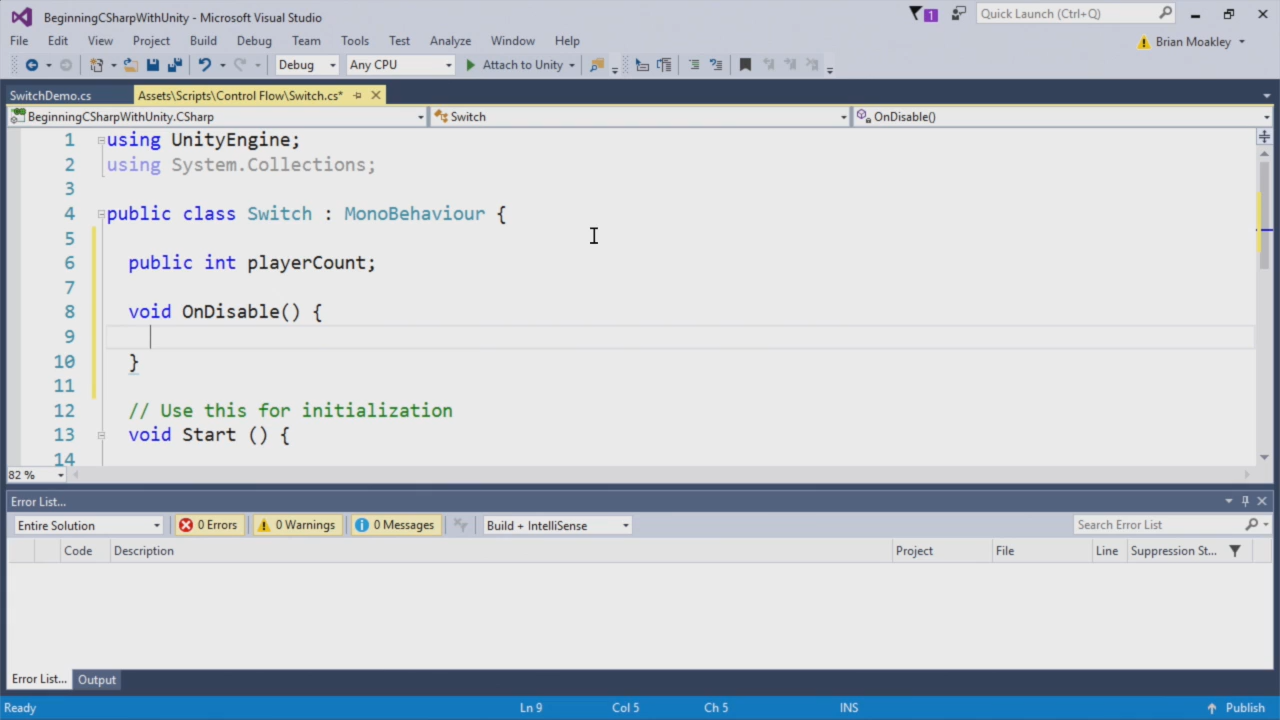 BeginningCSharpWithUnity - Microsoft Visual Studio
1
Quick Launch (Ctrl+Q)
File Edit View Project Build Debug Team Tools Test Analyze Window Help
Brian Moakley
Debug Any CPU Attach to Unity
SwitchDemo.cs Assets\Scripts\Control Flow\Switch.cs*
BeginningCSharpWithUnity.CSharp Switch OnDisable()
1 using UnityEngine;
2 using System.Collections;
3
4 public class Switch : MonoBehaviour {
5
6 public int playerCount;
7
8 void OnDisable() {
9
10 }
11
12 // Use this for initialization
13 void Start () {
14
82 %
Error List...
Entire Solution 0 Errors 0 Warnings 0 Messages Build + IntelliSense Search Error List
Code Description Project File Line Suppression St...
Error List... Output
Ready Ln 9 Col 5 Ch 5 INS Publish